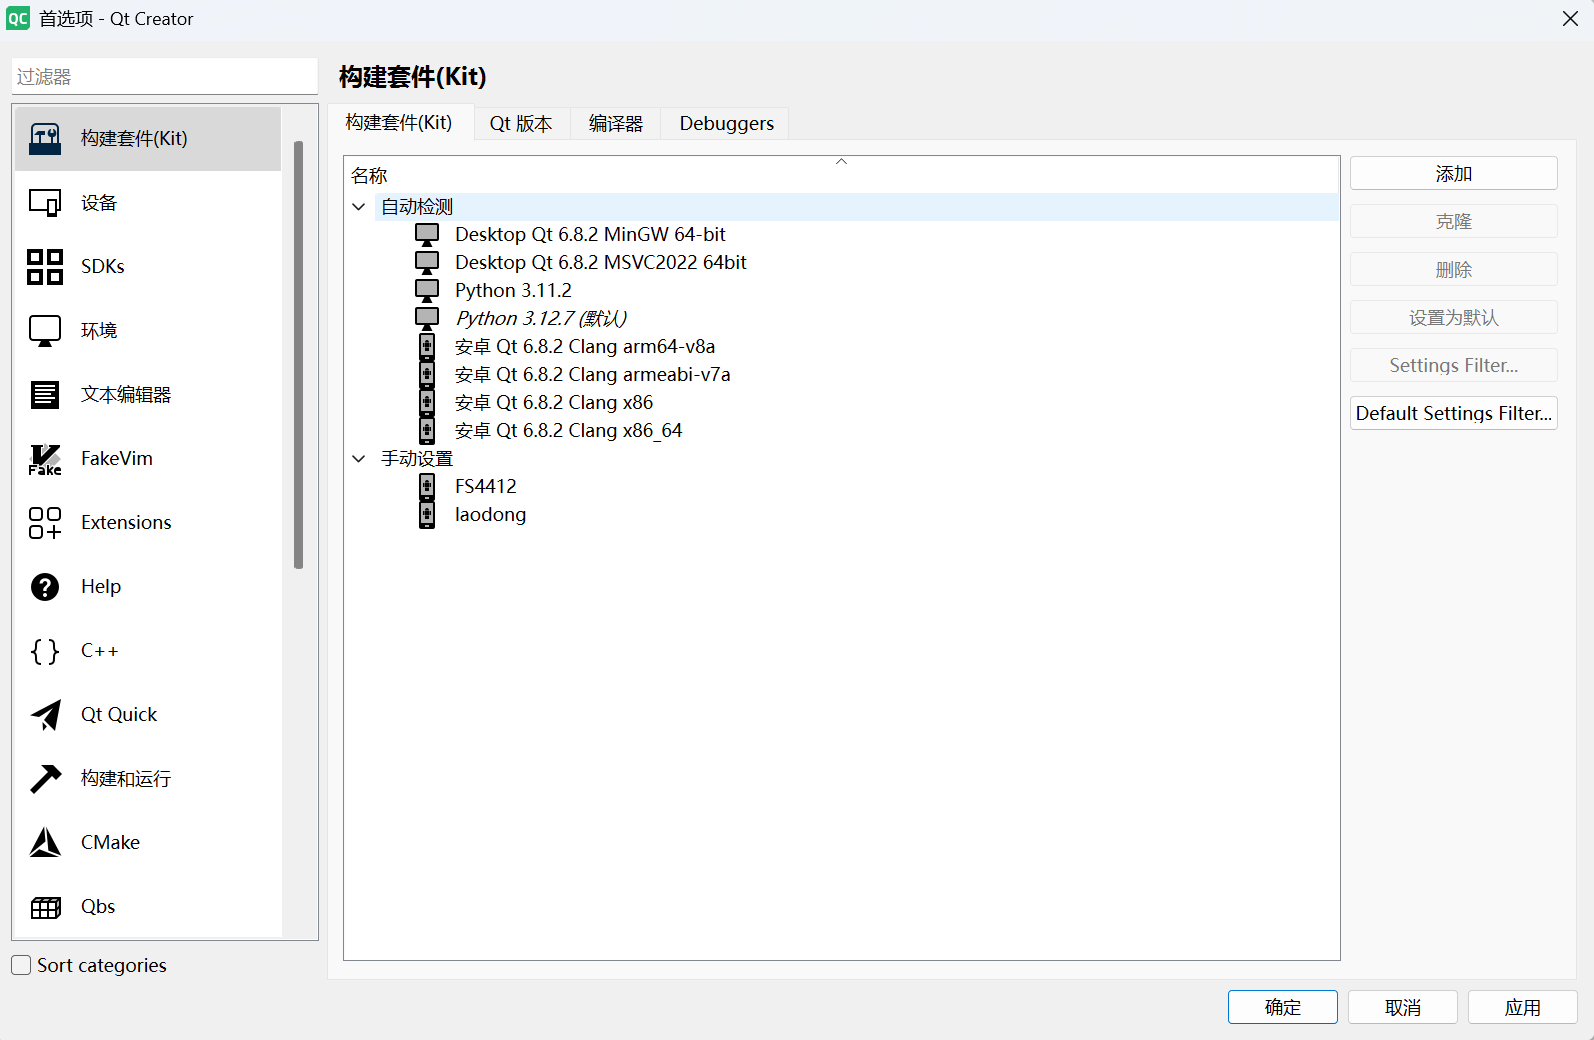 QC 首选项 - Qt Creator
过滤器
构建套件(Kit)
设备
SDKs
环境
文本编辑器
Fake
FakeVim
Extensions
Help
C++
Qt Quick
构建和运行
CMake
Qbs
Sort categories
构建套件(Kit)
构建套件(Kit) Qt 版本 编译器 Debuggers
名称
自动检测
Desktop Qt 6.8.2 MinGW 64-bit
Desktop Qt 6.8.2 MSVC2022 64bit
Python 3.11.2
Python 3.12.7 (默认)
安卓 Qt 6.8.2 Clang arm64-v8a
安卓 Qt 6.8.2 Clang armeabi-v7a
安卓 Qt 6.8.2 Clang x86
安卓 Qt 6.8.2 Clang x86_64
手动设置
FS4412
laodong
添加
克隆
删除
设置为默认
Settings Filter...
Default Settings Filter...
确定 取消 应用